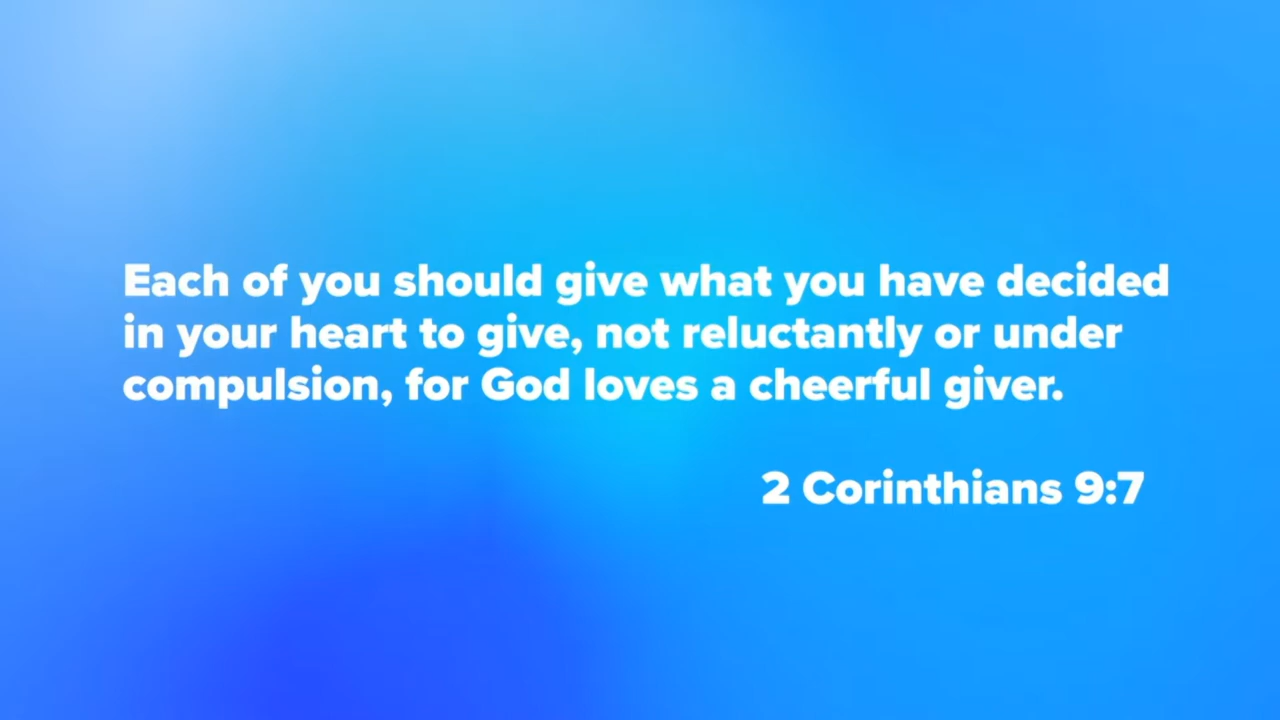 Each of you should give what you have decided
in your heart to give, not reluctantly or under
compulsion, for God loves a cheerful giver.
2 Corinthians 9:7